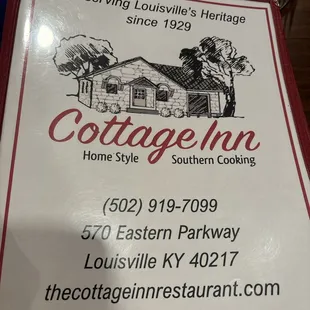 serving Louisville's Heritage
since 1929
Cottage Inn
Home Style Southern Cooking
(502) 919-7099
570 Eastern Parkway
Louisville KY 40217
thecottageinnrestaurant.com